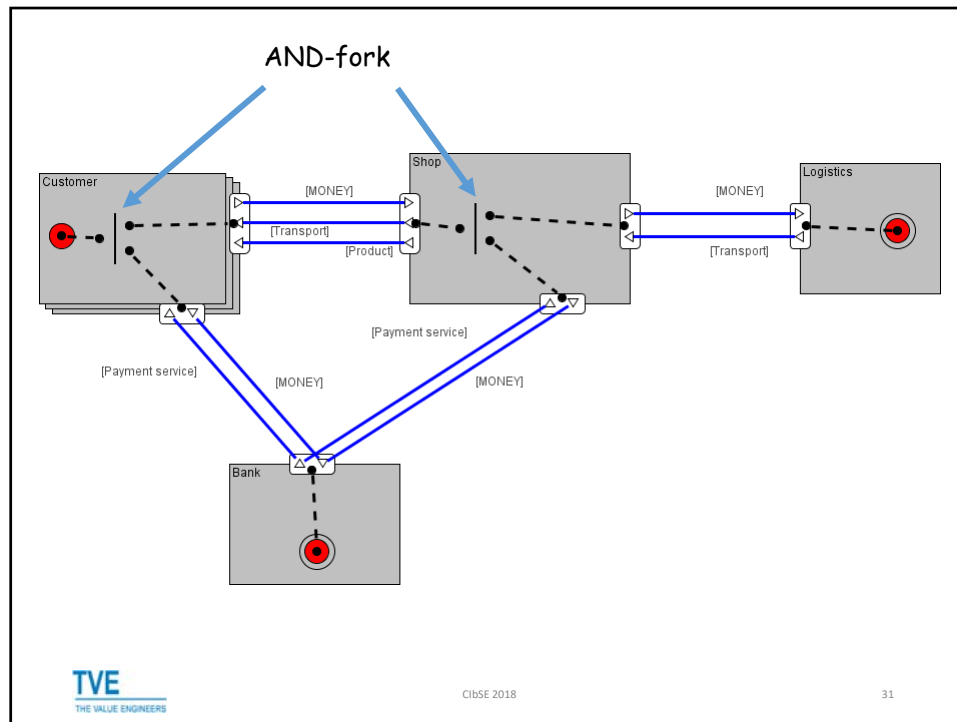 AND-fork
Customer
Shop
Logistics
[MONEY]
[Transport]
[Product]
[MONEY]
[Transport]
[Payment service]
[MONEY]
[Payment service]
[MONEY]
Bank
TVE
THE VALUE ENGINEERS
CIbSE 2018
31